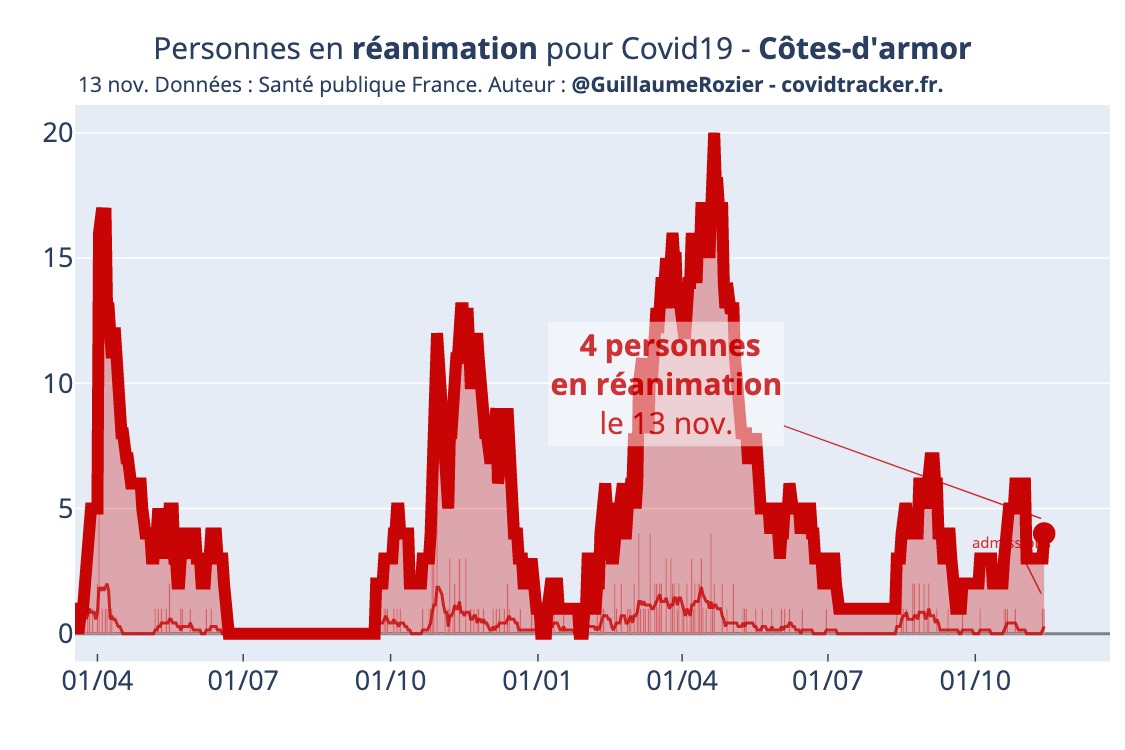 Personnes en réanimation pour Covid19 - Côtes-d'armor
13 nov. Données : Santé publique France. Auteur : @GuillaumeRozier - covidtracker.fr.
20
15
10
5
0
4 personnes
en réanimation
le 13 nov.
01/04
01/07
01/10
01/01
01/04
01/07
01/10